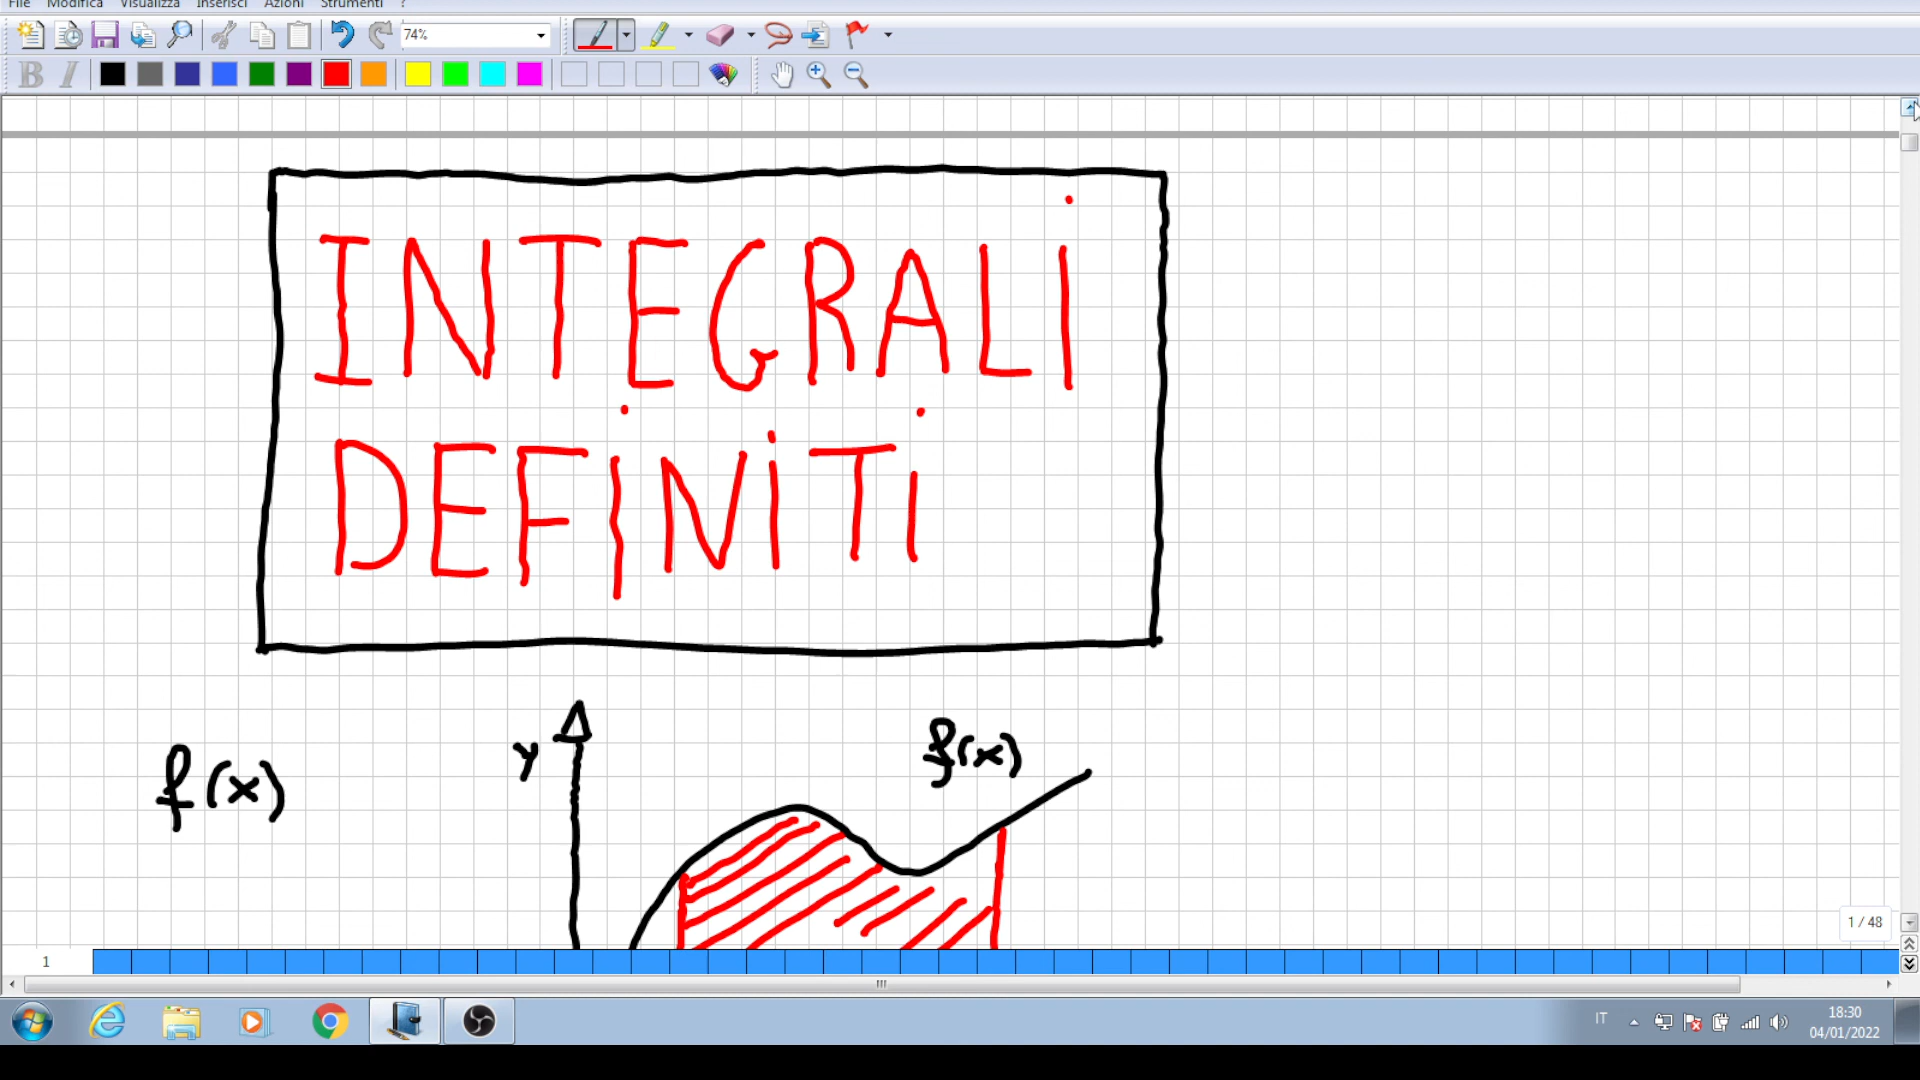 File Modifica Visualizza Inserisci Azioni Strumenti ?
74%
B I
INTEGRALI
DEFINITI
f(x)
y
f(x)
1 / 48
1
IT
18:30
04/01/2022